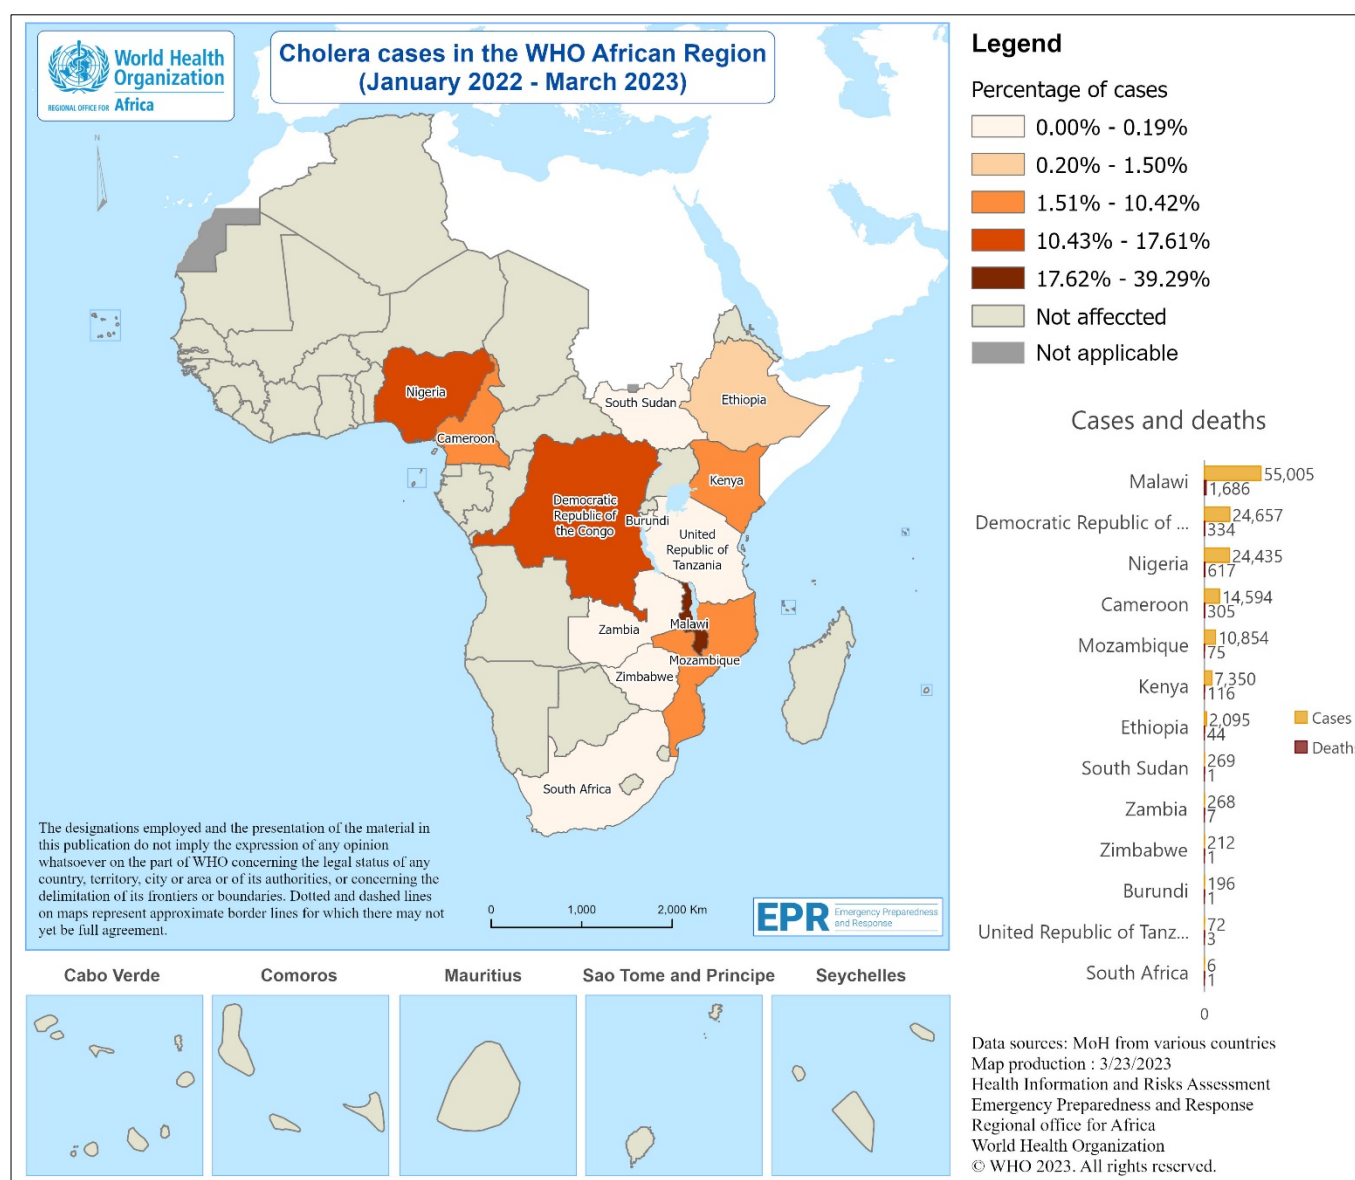 World Health
Organization
REGIONAL OFFICE FOR Africa
Cholera cases in the WHO African Region
(January 2022 - March 2023)
N
Nigeria
Cameroon
South Sudan
Ethiopia
Kenya
Democratic
Republic of
the Congo
Burundi
United
Republic of
Tanzania
Zambia
Malawi
Mozambique
Zimbabwe
South Africa
The designations employed and the presentation of the material in
this publication do not imply the expression of any opinion
whatsoever on the part of WHO concerning the legal status of any
country, territory, city or area or of its authorities, or concerning the
delimitation of its frontiers or boundaries. Dotted and dashed lines
on maps represent approximate border lines for which there may not
yet be full agreement.
0 1,000 2,000 Km
EPR Emergency Preparedness
and Response
Cabo Verde
Comoros
Mauritius
Sao Tome and Principe
Seychelles
Legend
Percentage of cases
0.00% - 0.19%
0.20% - 1.50%
1.51% - 10.42%
10.43% - 17.61%
17.62% - 39.29%
Not affeccted
Not applicable
Cases and deaths
Malawi 55,005
1,686
Democratic Republic of ... 24,657
334
Nigeria 24,435
617
Cameroon 14,594
305
Mozambique 10,854
75
Kenya 7,350
116
Ethiopia 2,095
44
South Sudan 269
1
Zambia 268
7
Zimbabwe 212
1
Burundi 196
1
United Republic of Tanz... 72
3
South Africa 6
1
0
Cases
Deaths
Data sources: MoH from various countries
Map production : 3/23/2023
Health Information and Risks Assessment
Emergency Preparedness and Response
Regional office for Africa
World Health Organization
© WHO 2023. All rights reserved.